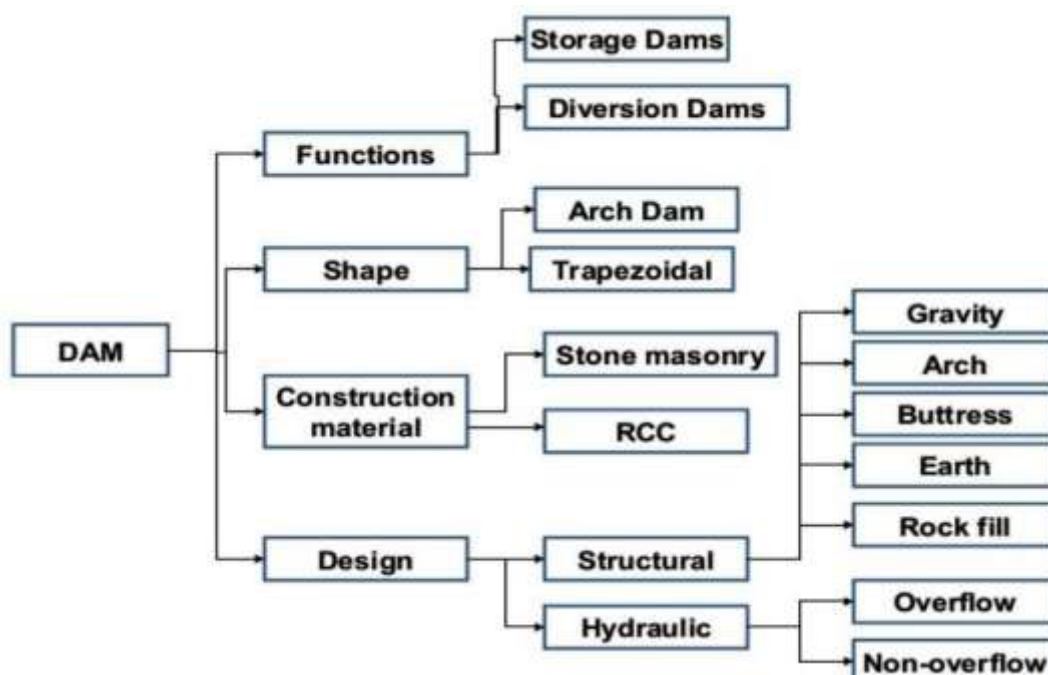 Storage Dams
Diversion Dams
Functions
Arch Dam
Shape
Trapezoidal
Gravity
DAM
Stone masonry
Arch
Construction
material
RCC
Buttress
Earth
Rock fill
Design
Structural
Overflow
Hydraulic
Non-overflow